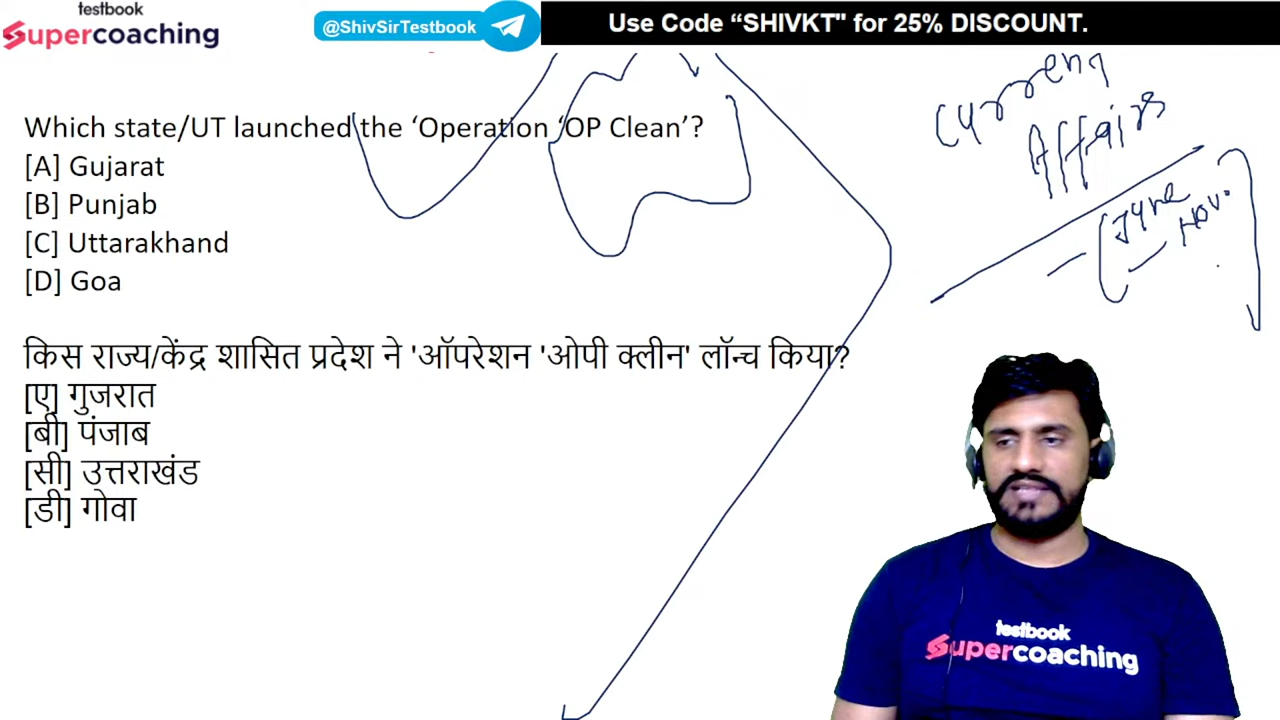 testbook
Supercoaching
@ShivSirTestbook
Use Code “SHIVKT" for 25% DISCOUNT.
Which state/UT launched the ‘Operation ‘OP Clean’?
[A] Gujarat
[B] Punjab
[C] Uttarakhand
[D] Goa
किस राज्य/केंद्र शासित प्रदेश ने 'ऑपरेशन 'ओपी क्लीन' लॉन्च किया?
[ए] गुजरात
[बी] पंजाब
[सी] उत्तराखंड
[डी] गोवा
Current
Affairs
June
Nov.
testbook
Supercoaching